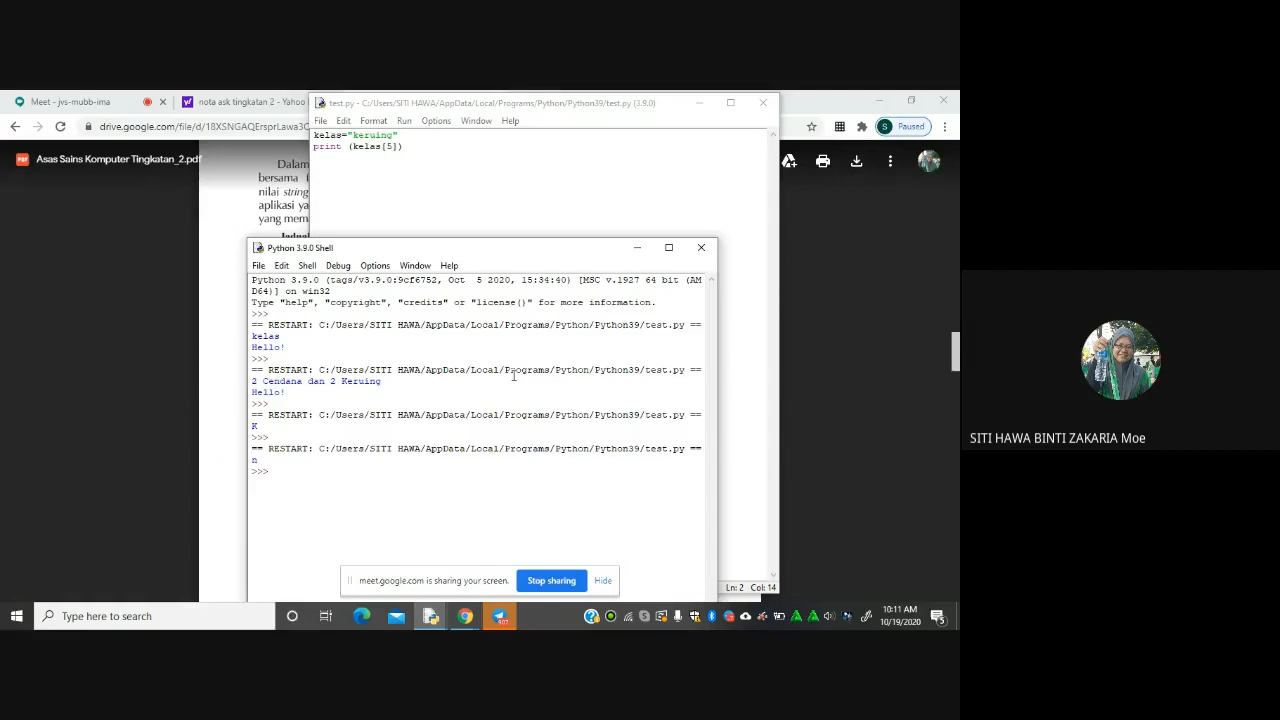 Meet - jvs-mubb-ima
nota ask tingkatan 2 - Yahoo
drive.google.com/file/d/18XSNGAQErsprLawa3C
Paused
Asas Sains Komputer Tingkatan_2.pdf
Dalam
bersama
nilai string
aplikasi ya
yang mem
Jadual
test.py - C:/Users/SITI HAWA/AppData/Local/Programs/Python/Python39/test.py (3.9.0)
File Edit Format Run Options Window Help
kelas="keruing"
print (kelas[5])
Python 3.9.0 Shell
File Edit Shell Debug Options Window Help
Python 3.9.0 (tags/v3.9.0:9cf6752, Oct  5 2020, 15:34:40) [MSC v.1927 64 bit (AM
D64)] on win32
Type "help", "copyright", "credits" or "license()" for more information.
>>>
== RESTART: C:/Users/SITI HAWA/AppData/Local/Programs/Python/Python39/test.py ==
kelas
Hello!
>>>
== RESTART: C:/Users/SITI HAWA/AppData/Local/Programs/Python/Python39/test.py ==
2 Cendana dan 2 Keruing
Hello!
>>>
== RESTART: C:/Users/SITI HAWA/AppData/Local/Programs/Python/Python39/test.py ==
K
>>>
== RESTART: C:/Users/SITI HAWA/AppData/Local/Programs/Python/Python39/test.py ==
n
>>>
meet.google.com is sharing your screen. Stop sharing Hide
Ln: 2 Col: 14
Type here to search
10:11 AM
10/19/2020
SITI HAWA BINTI ZAKARIA Moe